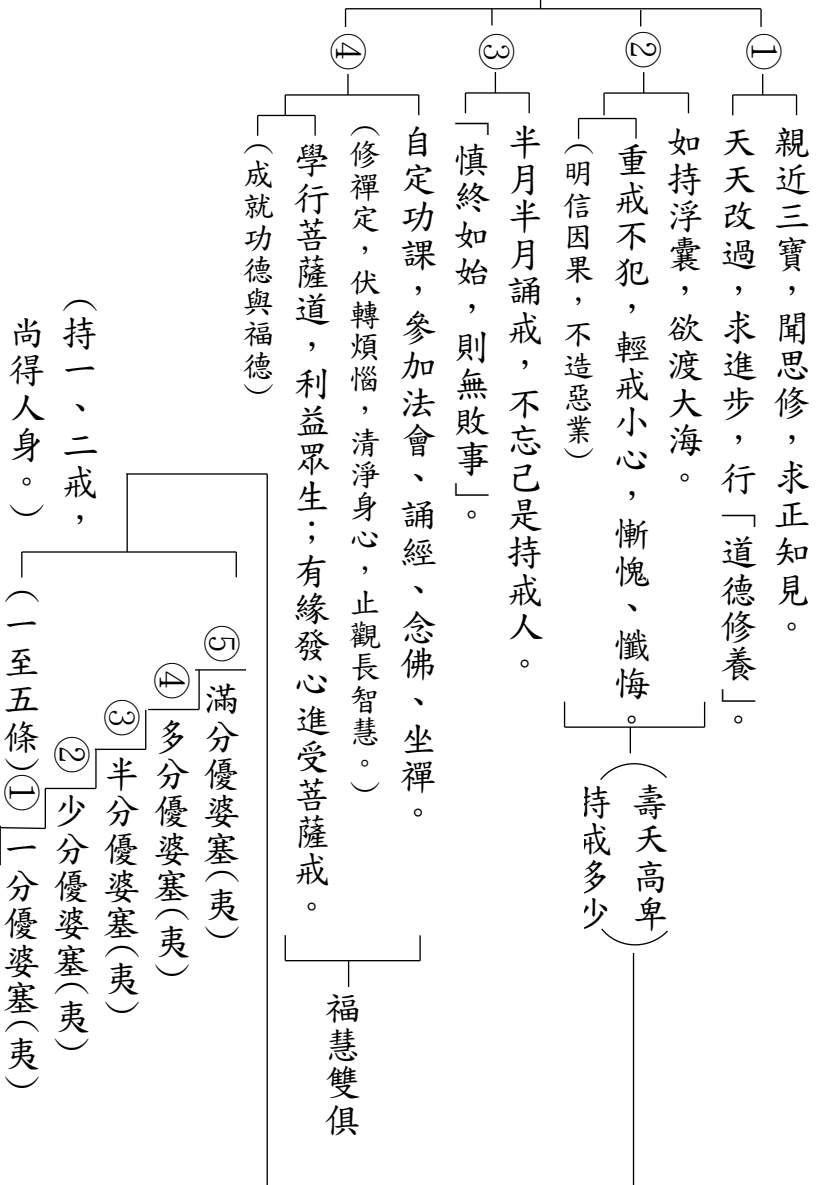 ①
親近三寶，聞思修，求正知見。
天天改過，求進步，行「道德修養」。
②
如持浮囊，欲渡大海。
重戒不犯，輕戒小心，慚愧、懺悔。
（明信因果，不造惡業）
（壽夭高卑
持戒多少）
③
半月半月誦戒，不忘己是持戒人。
「慎終如始，則無敗事」。
④
自定功課，參加法會、誦經、念佛、坐禪。
（修禪定，伏轉煩惱，清淨身心，止觀長智慧。）
學行菩薩道，利益眾生；有緣發心進受菩薩戒。
（成就功德與福德）
福慧雙俱
⑤滿分優婆塞（夷）
④多分優婆塞（夷）
③半分優婆塞（夷）
②少分優婆塞（夷）
（一至五條）①一分優婆塞（夷）
（持一、二戒，
尚得人身。）